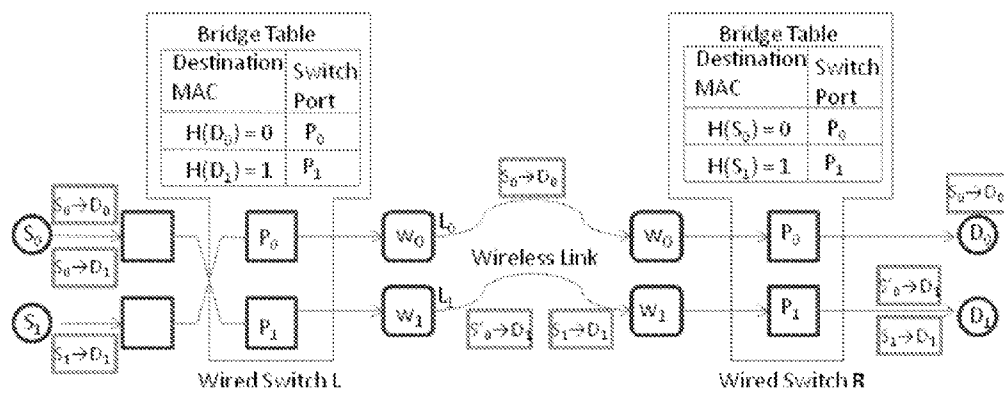 Bridge Table
Destination MAC Switch Port
H(D₀) = 0 P₀
H(D₁) = 1 P₁
Bridge Table
Destination MAC Switch Port
H(S₀) = 0 P₀
H(S₁) = 1 P₁
S₀→D₀
S₀→D₀
S₀→D₀
S₀
P₀
W₀
L₀
W₀
P₀
D₀
S₀→D₁
Wireless Link
S'₀→D₁
S₁
P₁
W₁
L₁
W₁
P₁
D₁
S₁→D₁
S'₀→D₁
S₁→D₁
S₁→D₁
Wired Switch L
Wired Switch R